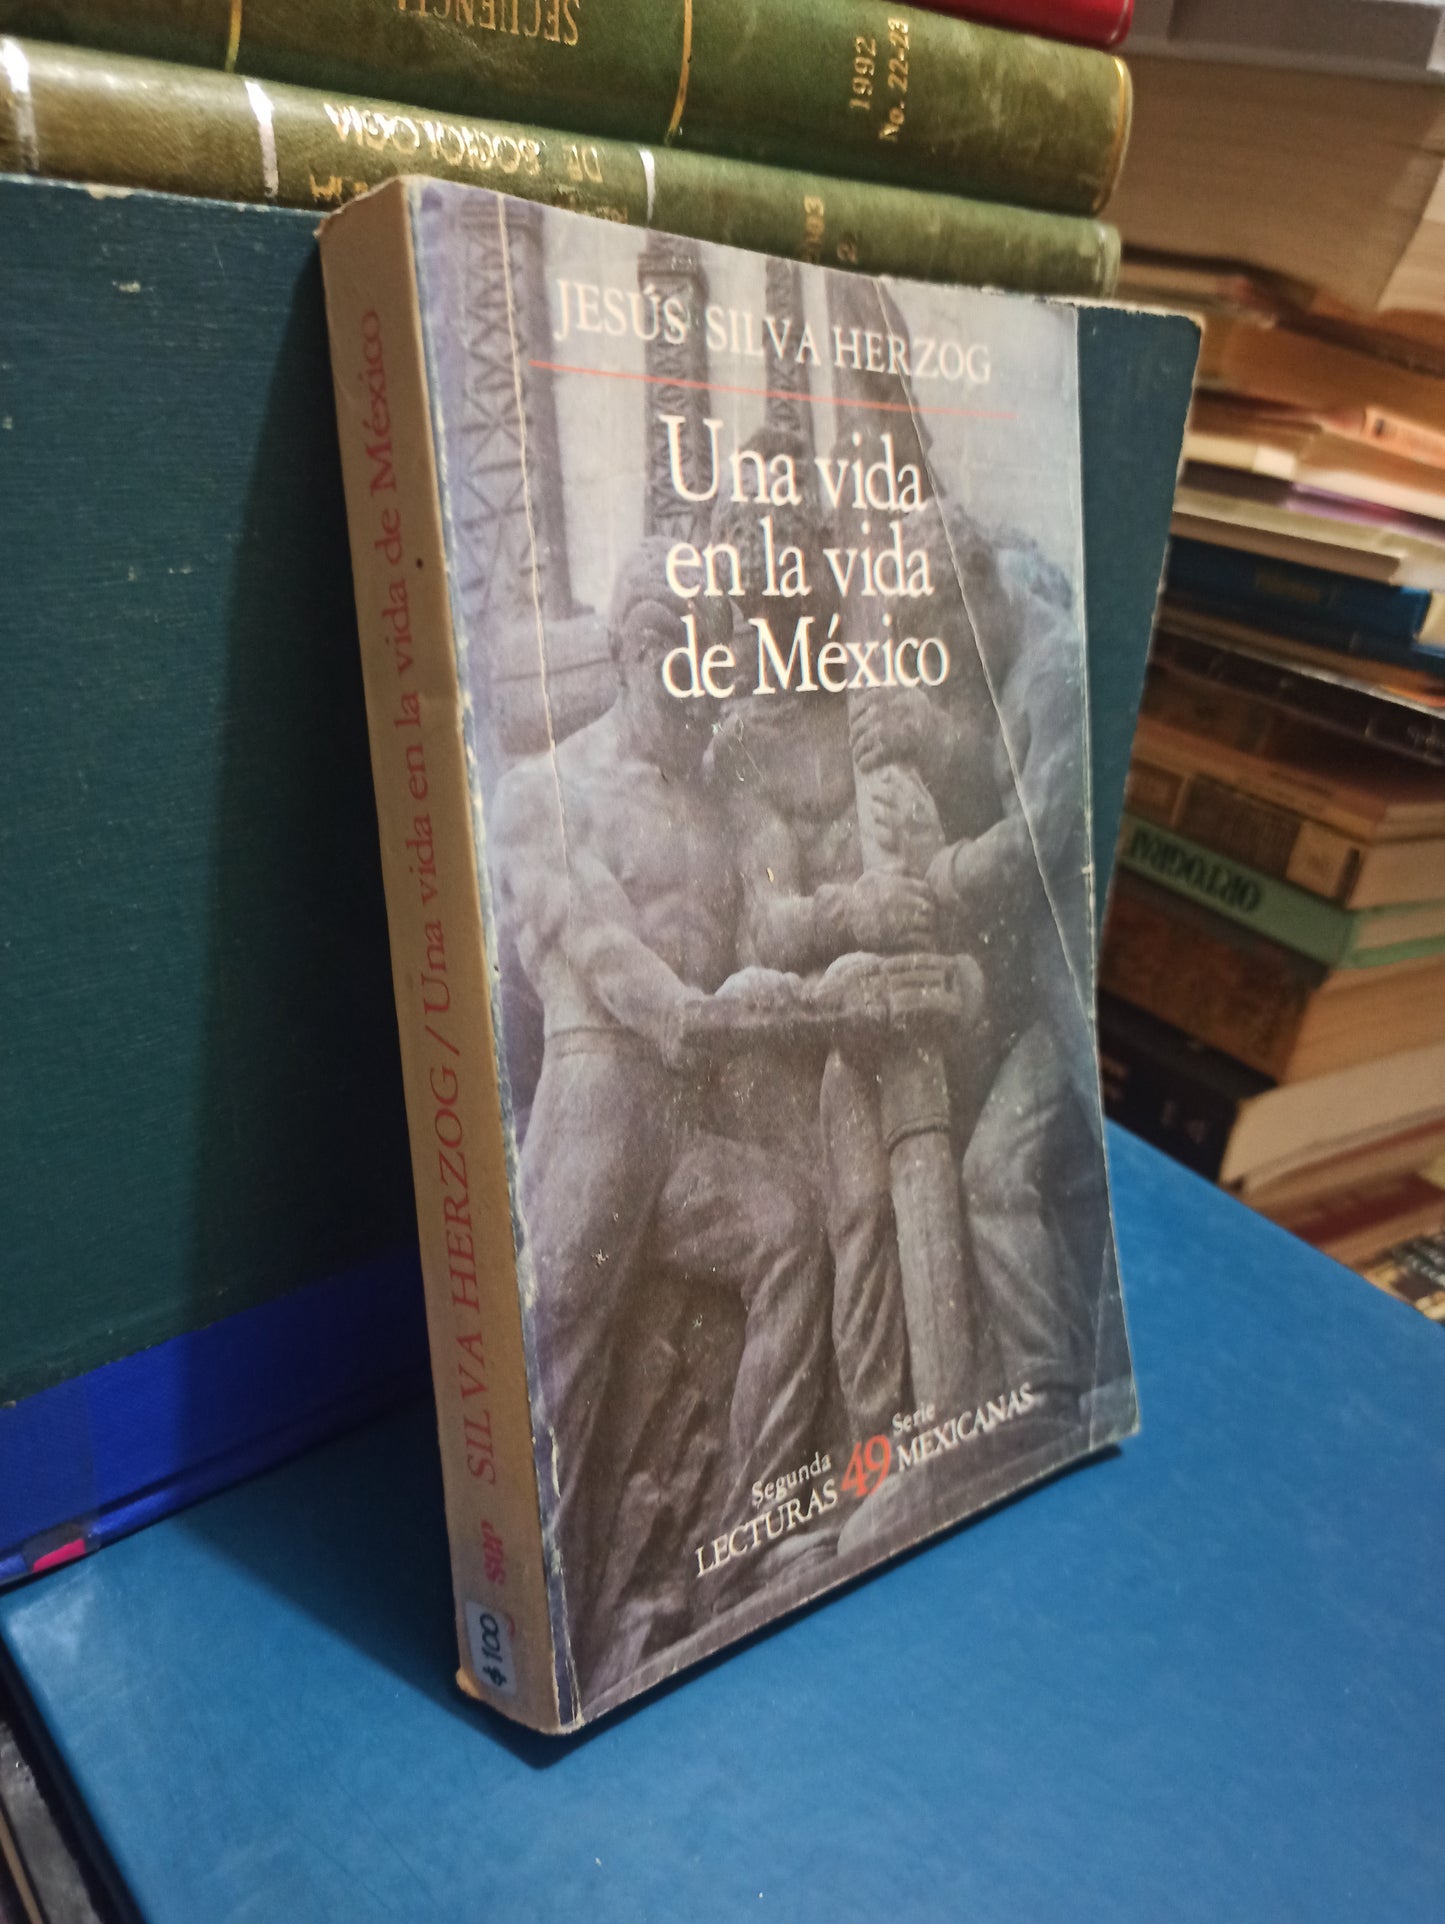 SECUENCIA
1992
No. 22-23
DE SOCIOLOGIA
JESÚS SILVA HERZOG
Una vida
en la vida
de México
Segunda Serie
LECTURAS 49 MEXICANAS
SILVA HERZOG / Una vida en la vida de México
SEP
$100